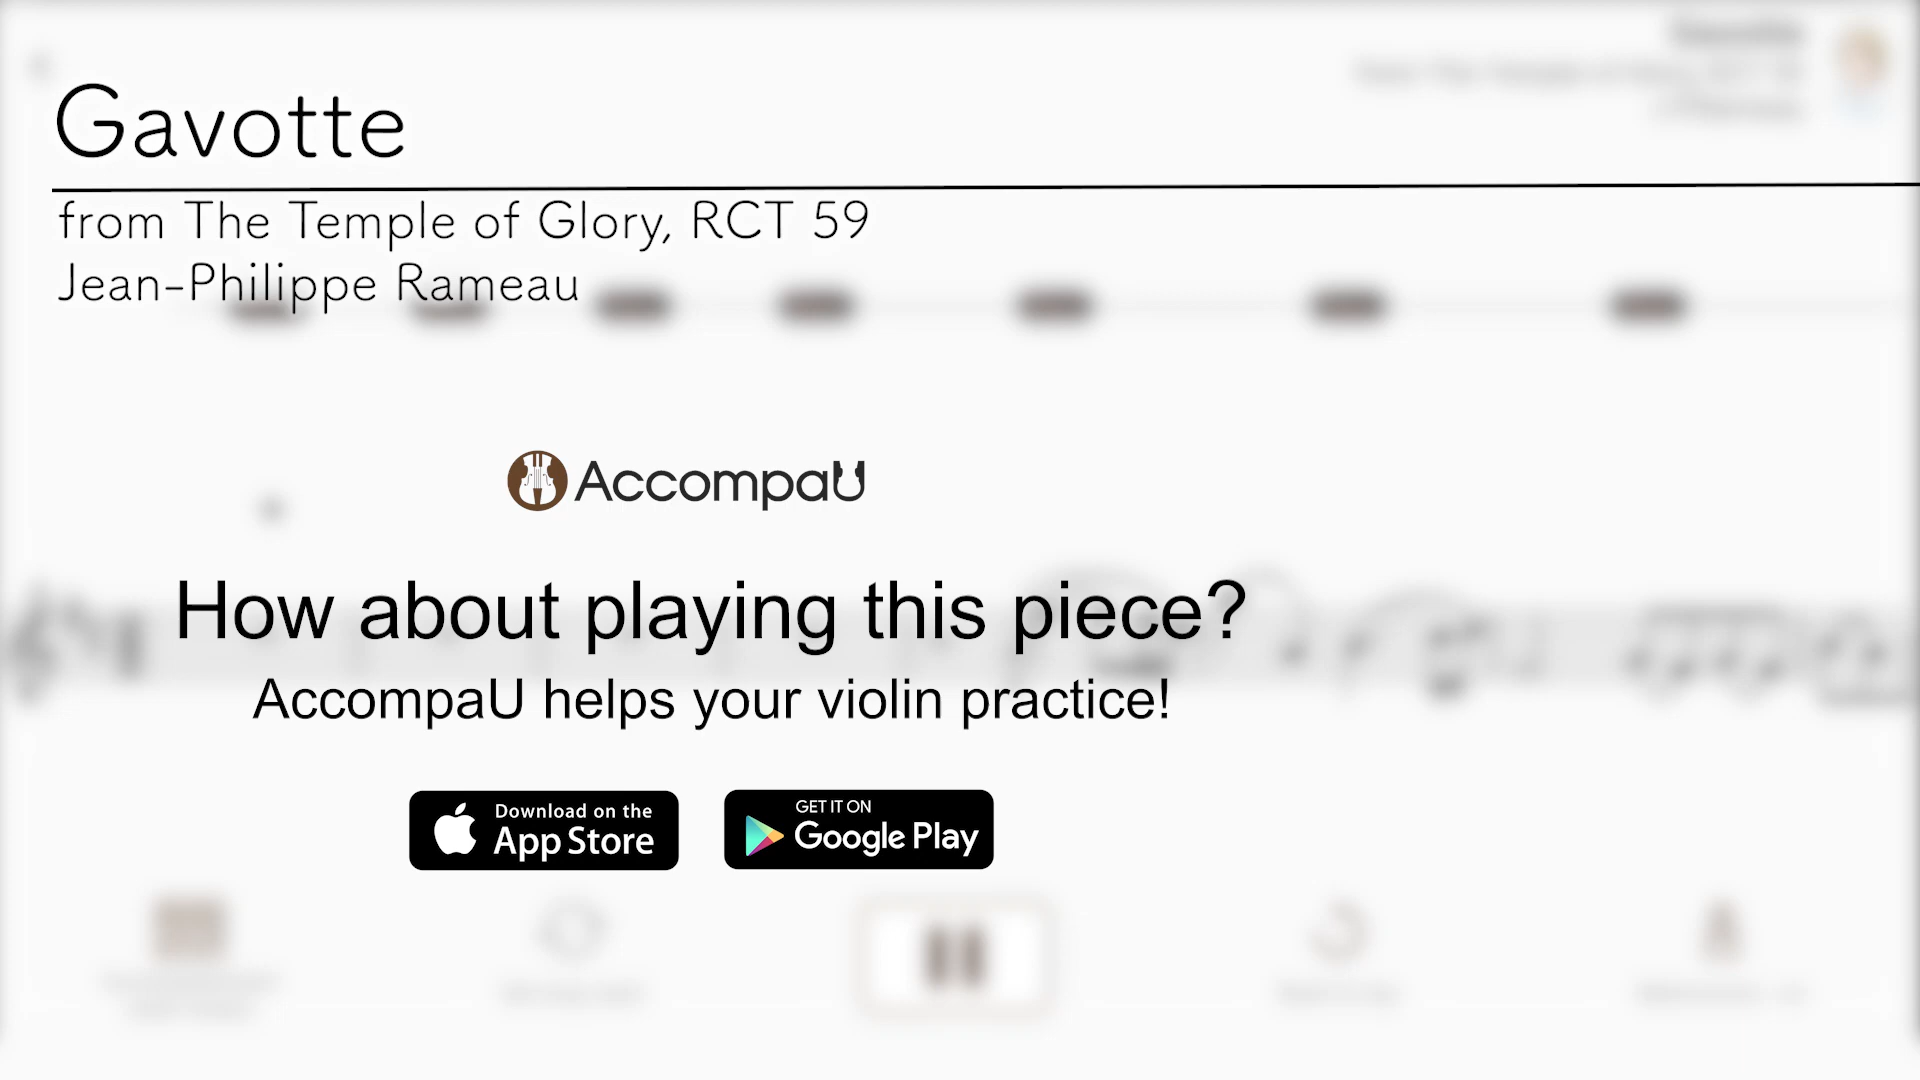 Gavotte
from The Temple of Glory, RCT 59
Jean-Philippe Rameau
AccompaU
How about playing this piece?
AccompaU helps your violin practice!
Download on the
App Store
GET IT ON
Google Play